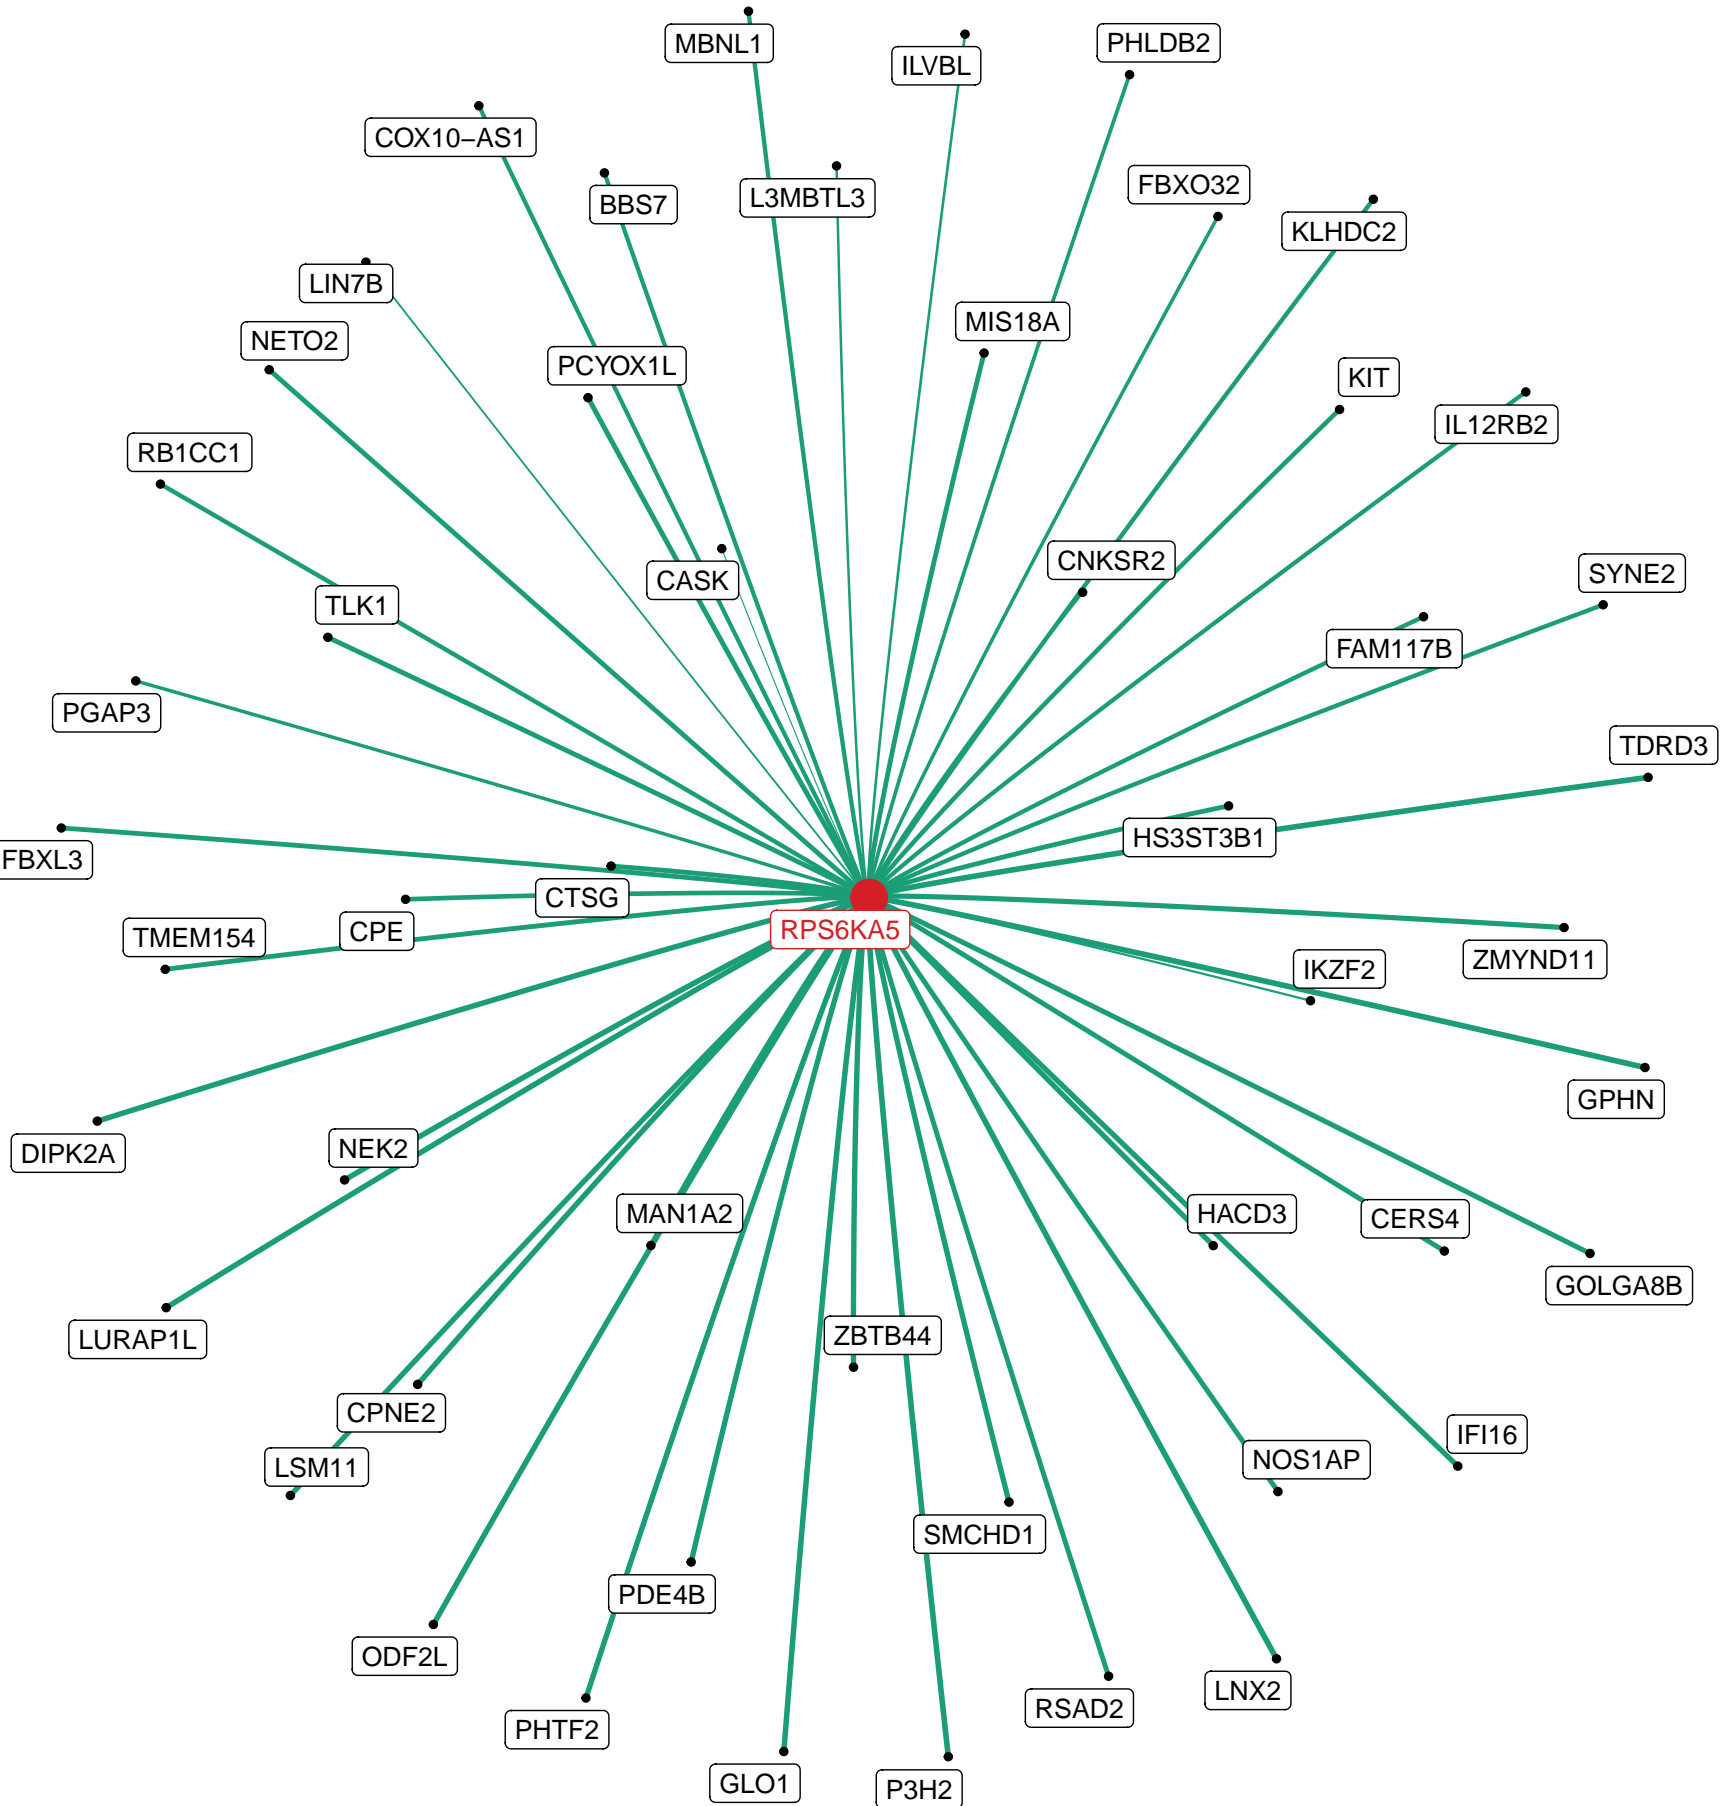 MBNL1
PHLDB2
ILVBL
COX10−AS1
FBXO32
L3MBTL3
BBS7
KLHDC2
LIN7B
MIS18A
NETO2
PCYOX1L
KIT
IL12RB2
RB1CC1
CNKSR2
SYNE2
CASK
TLK1
FAM117B
PGAP3
TDRD3
HS3ST3B1
FBXL3
CTSG
RPS6KA5
CPE
TMEM154
ZMYND11
IKZF2
GPHN
NEK2
DIPK2A
MAN1A2
HACD3
CERS4
GOLGA8B
ZBTB44
LURAP1L
CPNE2
IFI16
NOS1AP
LSM11
SMCHD1
PDE4B
ODF2L
LNX2
RSAD2
PHTF2
GLO1
P3H2